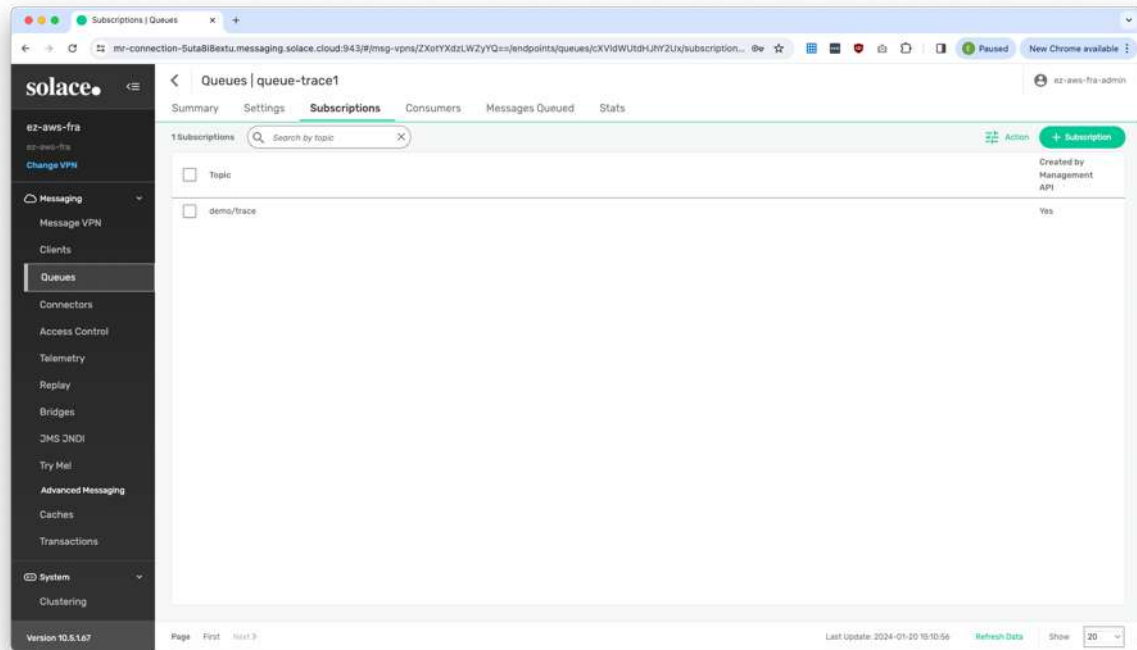 Subscriptions | Queues
mr-connection-5uta8l8extu.messaging.solace.cloud:943/#/msg-vpns/ZXotYXdzLWZyYQ==/endpoints/queues/cXVldWUtdHJhY2Ux/subscription...
Paused
New Chrome available
solace
Queues | queue-trace1
ez-aws-fra-admin
Summary Settings Subscriptions Consumers Messages Queued Stats
ez-aws-fra
ez-aws-fra
Change VPN
1 Subscriptions
Search by topic
Action
+ Subscription
Topic
Created by
Management
API
demo/trace
Yes
Messaging
Message VPN
Clients
Queues
Connectors
Access Control
Telemetry
Replay
Bridges
JMS JNDI
Try Me!
Advanced Messaging
Caches
Transactions
System
Clustering
Version 10.5.1.67
Page First Next
Last Update: 2024-01-20 15:10:56
Refresh Data
Show 20